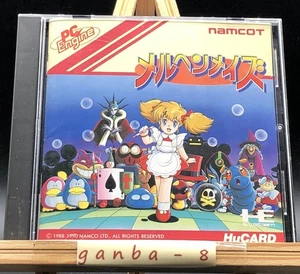 PC
Engine
namcot
メルヘンメイズ
© 1988 1990 NAMCO LTD., ALL RIGHTS RESERVED
PE
HuCARD
ganba - 8